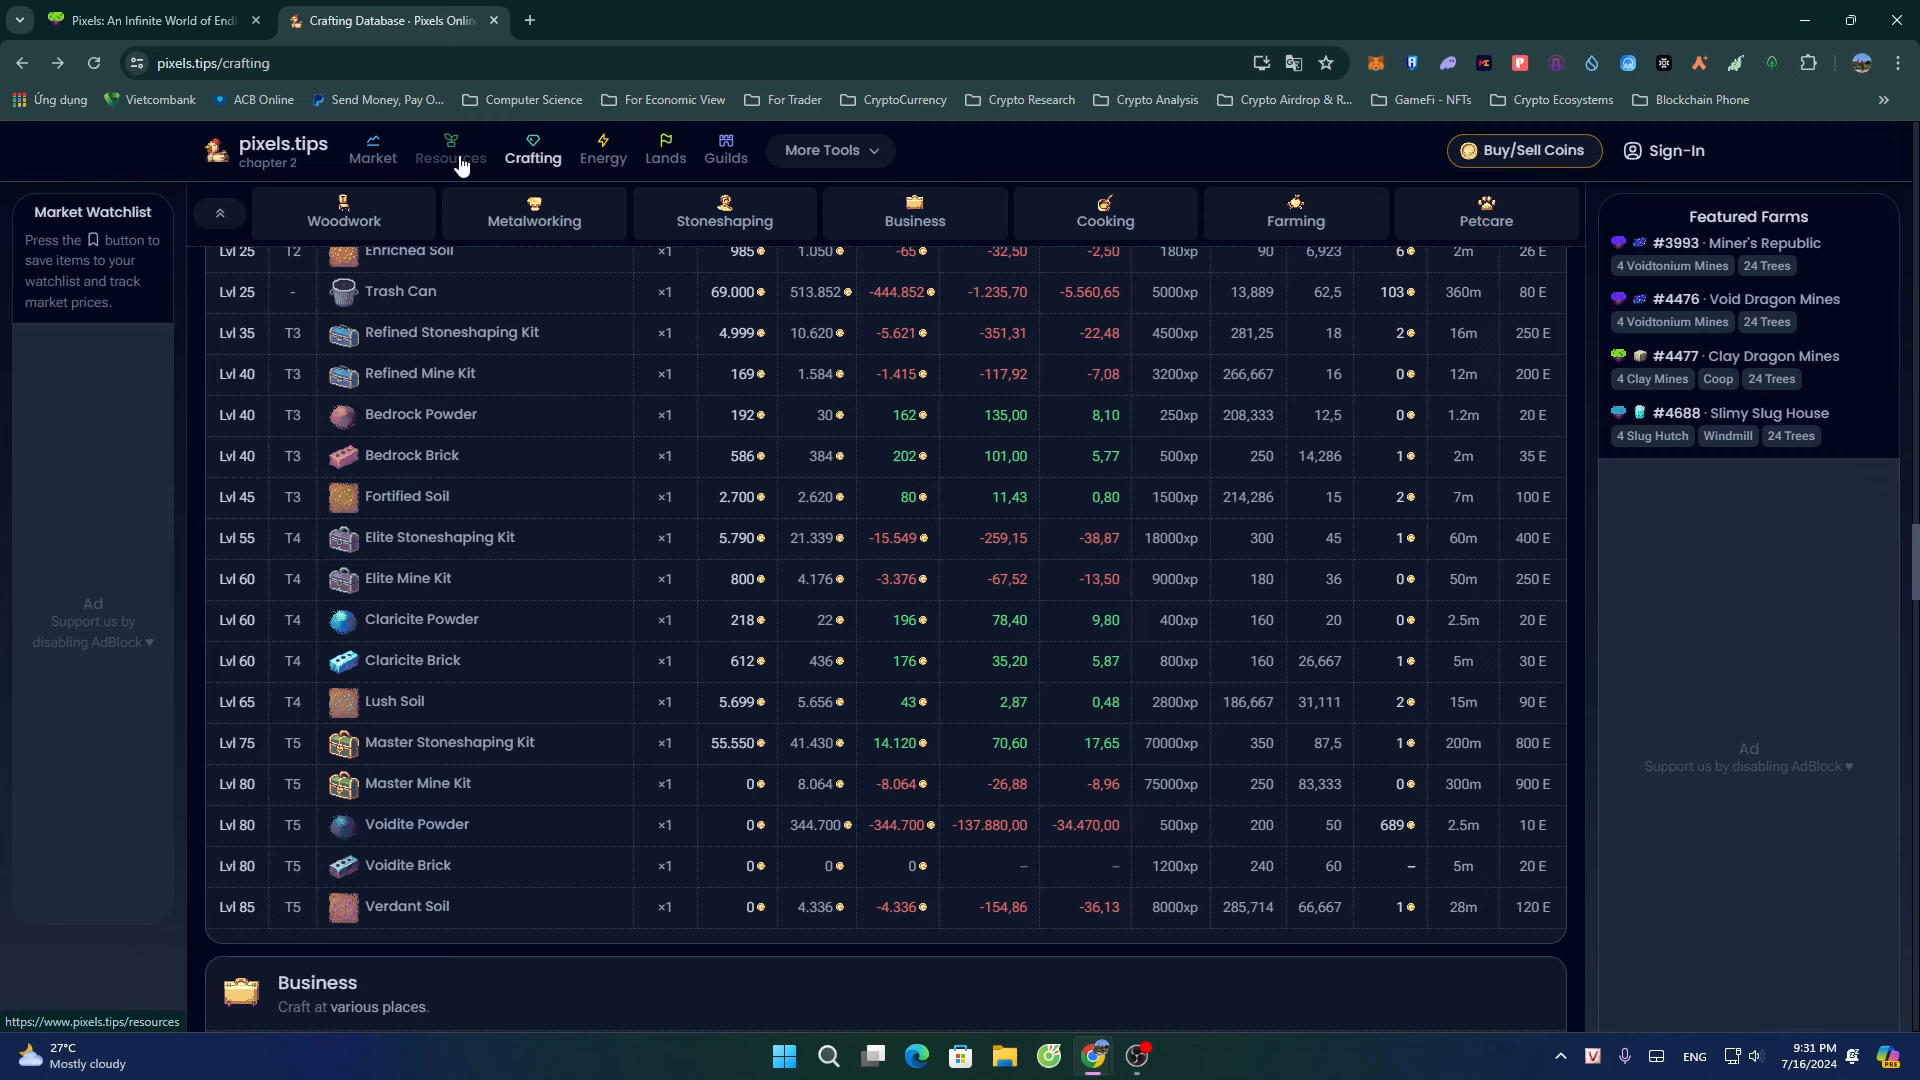 Pixels: An Infinite World of End
Crafting Database · Pixels Onlin
pixels.tips/crafting
Ứng dụng Vietcombank ACB Online Send Money, Pay O... Computer Science For Economic View For Trader CryptoCurrency Crypto Research Crypto Analysis Crypto Airdrop & R... GameFi - NFTs Crypto Ecosystems Blockchain Phone »
pixels.tips
chapter 2
Market Resources Crafting Energy Lands Guilds More Tools Buy/Sell Coins Sign-In
Woodwork Metalworking Stoneshaping Business Cooking Farming Petcare
Market Watchlist
Press the button to
save items to your
watchlist and track
market prices.
Ad
Support us by
disabling AdBlock ♥
Lvl 25 T2 Enriched Soil ×1 985 1.050 -65 -32,50 -2,50 180xp 90 6,923 6 2m 26 E
Lvl 25 - Trash Can ×1 69.000 513.852 -444.852 -1.235,70 -5.560,65 5000xp 13,889 62,5 103 360m 80 E
Lvl 35 T3 Refined Stoneshaping Kit ×1 4.999 10.620 -5.621 -351,31 -22,48 4500xp 281,25 18 2 16m 250 E
Lvl 40 T3 Refined Mine Kit ×1 169 1.584 -1.415 -117,92 -7,08 3200xp 266,667 16 0 12m 200 E
Lvl 40 T3 Bedrock Powder ×1 192 30 162 135,00 8,10 250xp 208,333 12,5 0 1.2m 20 E
Lvl 40 T3 Bedrock Brick ×1 586 384 202 101,00 5,77 500xp 250 14,286 1 2m 35 E
Lvl 45 T3 Fortified Soil ×1 2.700 2.620 80 11,43 0,80 1500xp 214,286 15 2 7m 100 E
Lvl 55 T4 Elite Stoneshaping Kit ×1 5.790 21.339 -15.549 -259,15 -38,87 18000xp 300 45 1 60m 400 E
Lvl 60 T4 Elite Mine Kit ×1 800 4.176 -3.376 -67,52 -13,50 9000xp 180 36 0 50m 250 E
Lvl 60 T4 Claricite Powder ×1 218 22 196 78,40 9,80 400xp 160 20 0 2.5m 20 E
Lvl 60 T4 Claricite Brick ×1 612 436 176 35,20 5,87 800xp 160 26,667 1 5m 30 E
Lvl 65 T4 Lush Soil ×1 5.699 5.656 43 2,87 0,48 2800xp 186,667 31,111 2 15m 90 E
Lvl 75 T5 Master Stoneshaping Kit ×1 55.550 41.430 14.120 70,60 17,65 70000xp 350 87,5 1 200m 800 E
Lvl 80 T5 Master Mine Kit ×1 0 8.064 -8.064 -26,88 -8,96 75000xp 250 83,333 0 300m 900 E
Lvl 80 T5 Voidite Powder ×1 0 344.700 -344.700 -137.880,00 -34.470,00 500xp 200 50 689 2.5m 10 E
Lvl 80 T5 Voidite Brick ×1 0 0 0 – – 1200xp 240 60 – 5m 20 E
Lvl 85 T5 Verdant Soil ×1 0 4.336 -4.336 -154,86 -36,13 8000xp 285,714 66,667 1 28m 120 E
Business
Craft at various places.
Featured Farms
#3993 · Miner's Republic
4 Voidtonium Mines 24 Trees
#4476 · Void Dragon Mines
4 Voidtonium Mines 24 Trees
#4477 · Clay Dragon Mines
4 Clay Mines Coop 24 Trees
#4688 · Slimy Slug House
4 Slug Hutch Windmill 24 Trees
Ad
Support us by disabling AdBlock ♥
https://www.pixels.tips/resources
27°C
Mostly cloudy
ENG
9:31 PM
7/16/2024
PRE